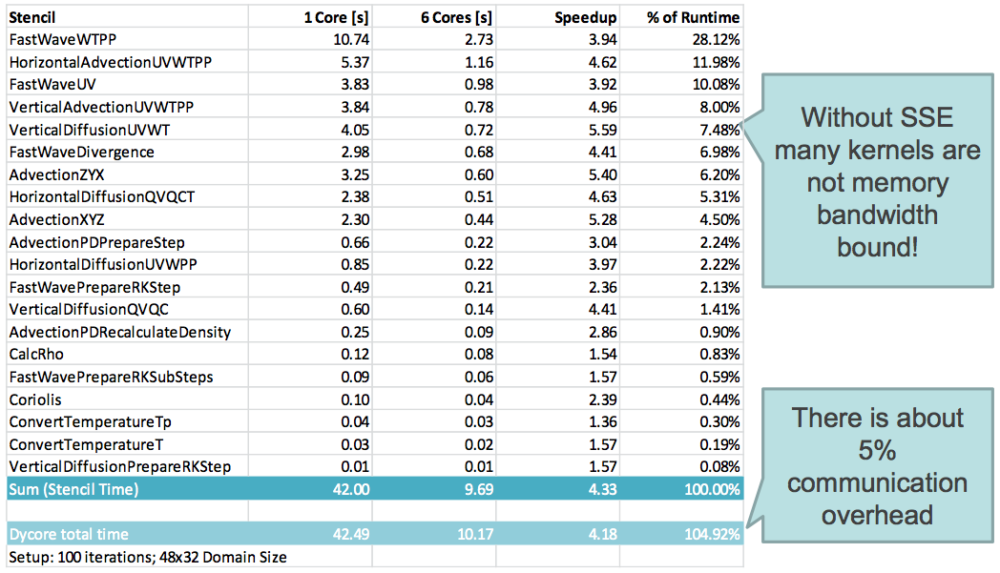 Stencil 1 Core [s] 6 Cores [s] Speedup % of Runtime
FastWaveWTPP 10.74 2.73 3.94 28.12%
HorizontalAdvectionUVWTPP 5.37 1.16 4.62 11.98%
FastWaveUV 3.83 0.98 3.92 10.08%
VerticalAdvectionUVWTPP 3.84 0.78 4.96 8.00%
VerticalDiffusionUVWT 4.05 0.72 5.59 7.48%
FastWaveDivergence 2.98 0.68 4.41 6.98%
AdvectionZYX 3.25 0.60 5.40 6.20%
HorizontalDiffusionQVQCT 2.38 0.51 4.63 5.31%
AdvectionXYZ 2.30 0.44 5.28 4.50%
AdvectionPDPrepareStep 0.66 0.22 3.04 2.24%
HorizontalDiffusionUVWPP 0.85 0.22 3.97 2.22%
FastWavePrepareRKStep 0.49 0.21 2.36 2.13%
VerticalDiffusionQVQC 0.60 0.14 4.41 1.41%
AdvectionPDRecalculateDensity 0.25 0.09 2.86 0.90%
CalcRho 0.12 0.08 1.54 0.83%
FastWavePrepareRKSubSteps 0.09 0.06 1.57 0.59%
Coriolis 0.10 0.04 2.39 0.44%
ConvertTemperatureTp 0.04 0.03 1.36 0.30%
ConvertTemperatureT 0.03 0.02 1.57 0.19%
VerticalDiffusionPrepareRKStep 0.01 0.01 1.57 0.08%
Sum (Stencil Time) 42.00 9.69 4.33 100.00%
Dycore total time 42.49 10.17 4.18 104.92%
Setup: 100 iterations; 48x32 Domain Size
Without SSE
many kernels are
not memory
bandwidth
bound!
There is about
5%
communication
overhead